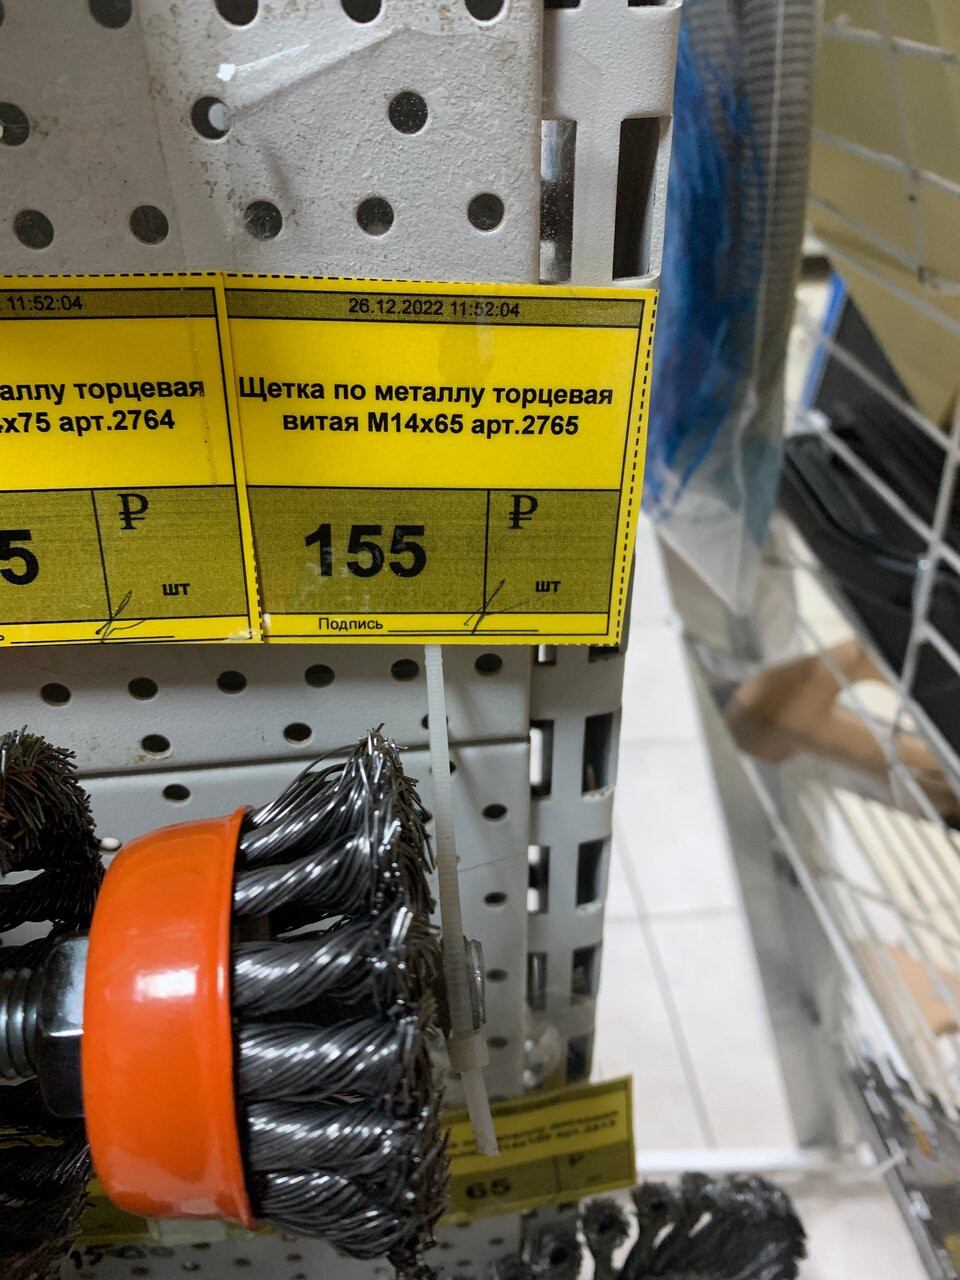 11:52:04
аллу торцевая
x75 арт.2764
5
₽
шт
26.12.2022 11:52:04
Щетка по металлу торцевая
витая М14х65 арт.2765
155
₽
шт
Подпись
65
₽